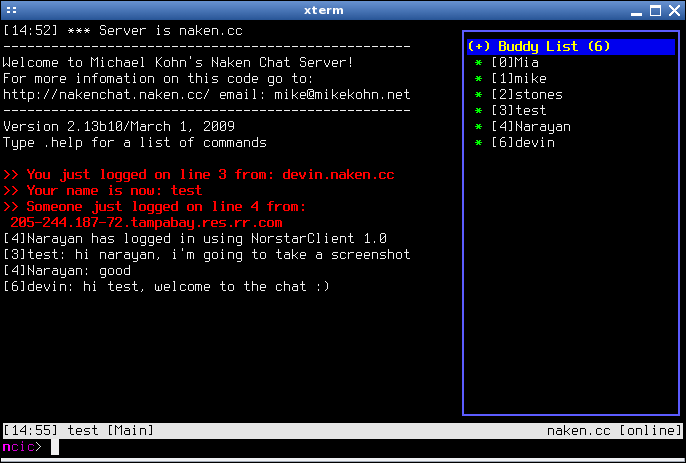 xterm
[14:52] *** Server is naken.cc
---------------------------------------------------
Welcome to Michael Kohn's Naken Chat Server!
For more infomation on this code go to:
http://nakenchat.naken.cc/ email: mike@mikekohn.net
---------------------------------------------------
Version 2.13b10/March 1, 2009
Type .help for a list of commands
>> You just logged on line 3 from: devin.naken.cc
>> Your name is now: test
>> Someone just logged on line 4 from:
205-244.187-72.tampabay.res.rr.com
[4]Narayan has logged in using NorstarClient 1.0
[3]test: hi narayan, i'm going to take a screenshot
[4]Narayan: good
[6]devin: hi test, welcome to the chat :)
(+) Buddy List (6)
* [0]Mia
* [1]mike
* [2]stones
* [3]test
* [4]Narayan
* [6]devin
[14:55] test [Main] naken.cc [online]
ncic>